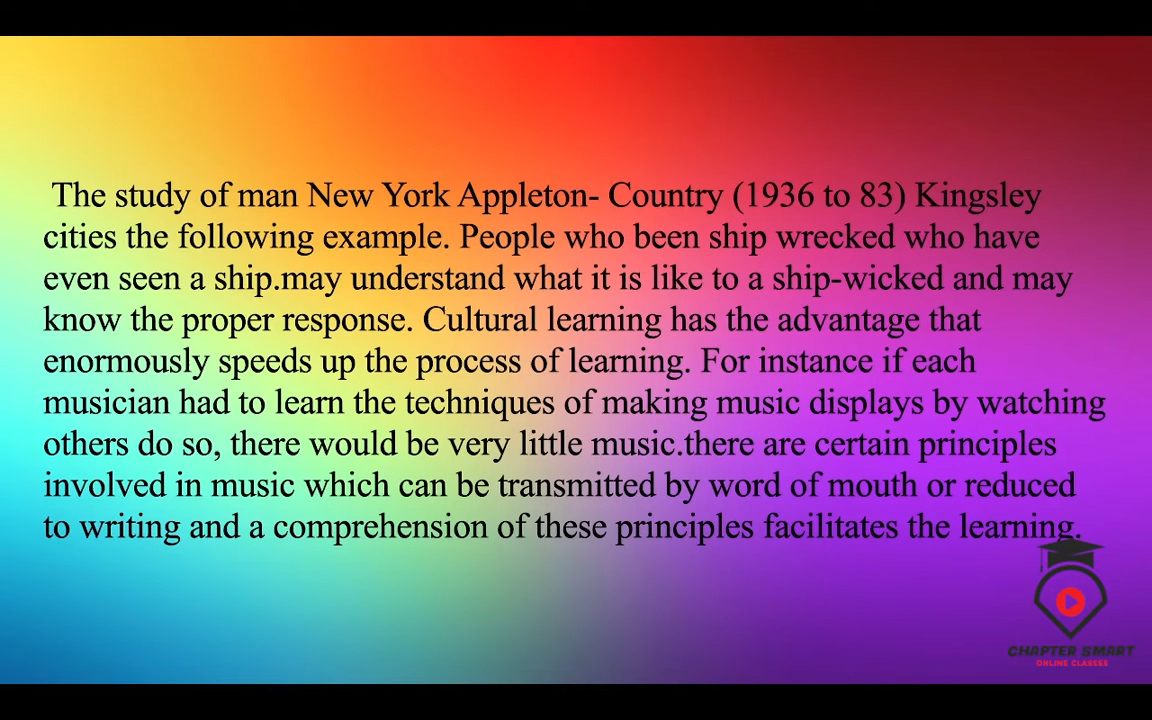 The study of man New York Appleton- Country (1936 to 83) Kingsley
cities the following example. People who been ship wrecked who have
even seen a ship.may understand what it is like to a ship-wicked and may
know the proper response. Cultural learning has the advantage that
enormously speeds up the process of learning. For instance if each
musician had to learn the techniques of making music displays by watching
others do so, there would be very little music.there are certain principles
involved in music which can be transmitted by word of mouth or reduced
to writing and a comprehension of these principles facilitates the learning.
CHAPTER SMART
ONLINE CLASSES